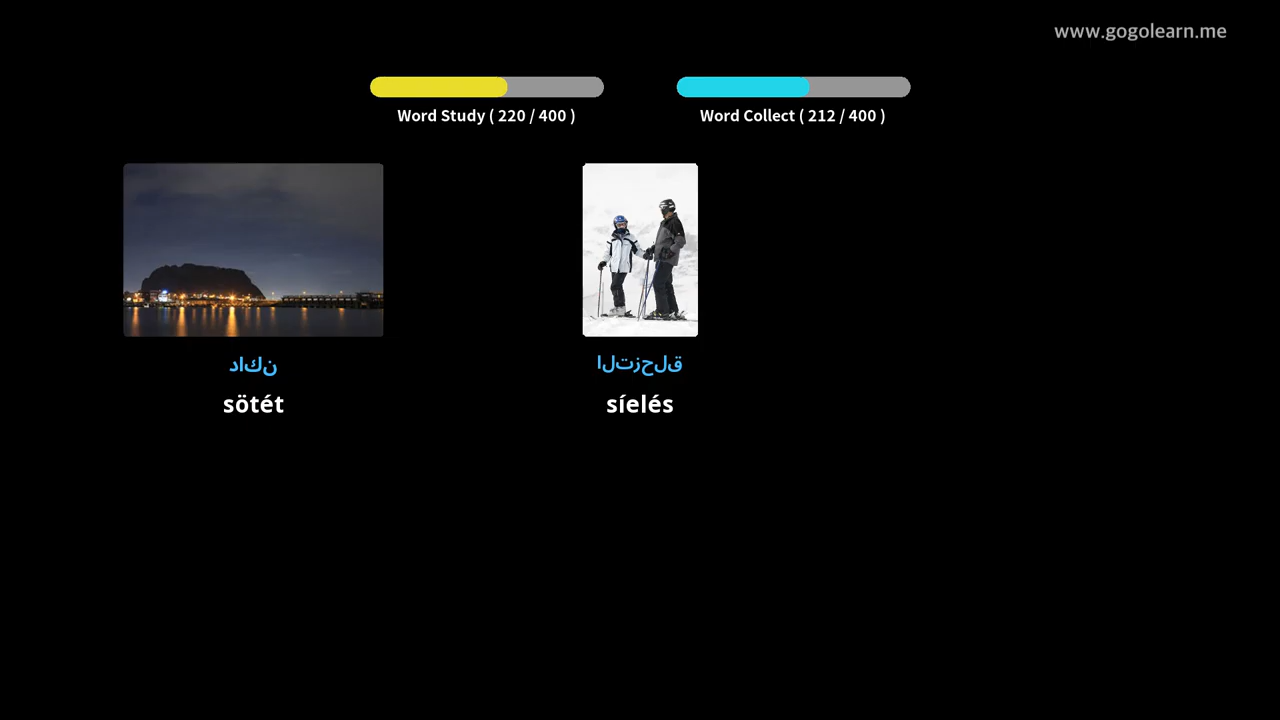 www.gogolearn.me
Word Study ( 220 / 400 )
Word Collect ( 212 / 400 )
داكن
sötét
التزحلق
síelés